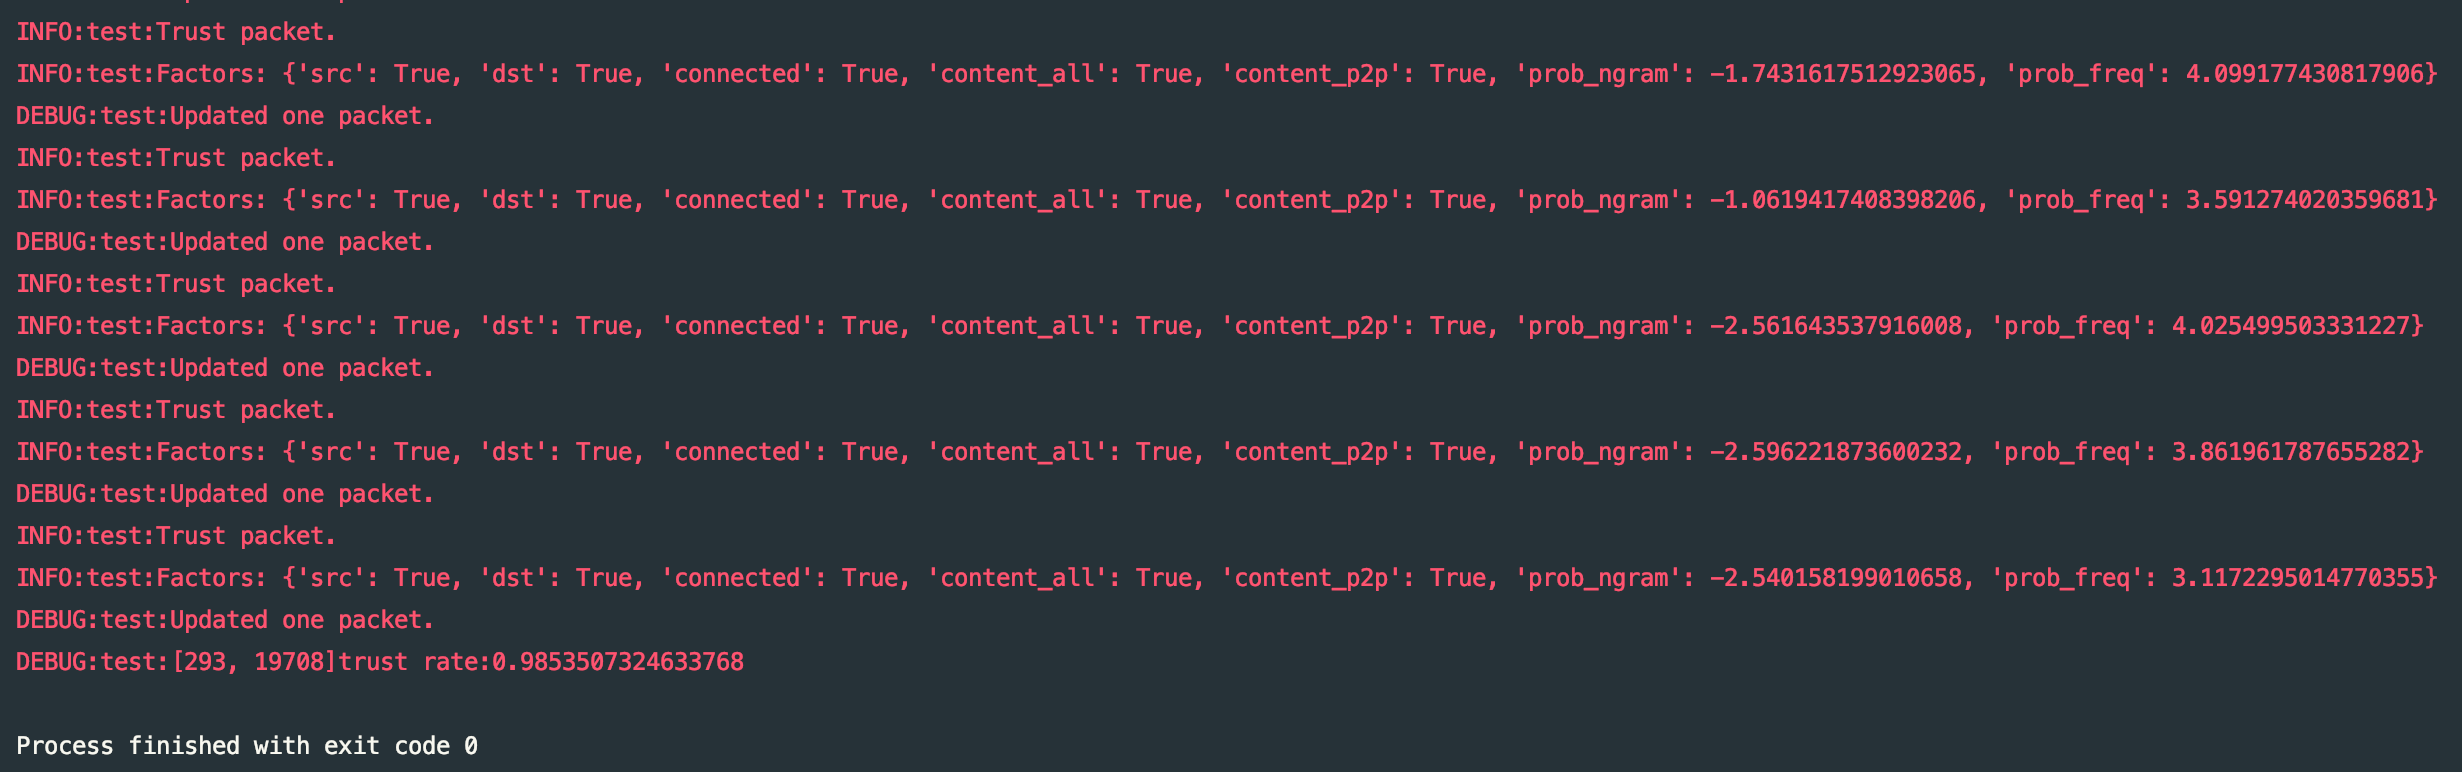 INFO:test:Trust packet.
INFO:test:Factors: {'src': True, 'dst': True, 'connected': True, 'content_all': True, 'content_p2p': True, 'prob_ngram': -1.7431617512923065, 'prob_freq': 4.099177430817906}
DEBUG:test:Updated one packet.
INFO:test:Trust packet.
INFO:test:Factors: {'src': True, 'dst': True, 'connected': True, 'content_all': True, 'content_p2p': True, 'prob_ngram': -1.0619417408398206, 'prob_freq': 3.591274020359681}
DEBUG:test:Updated one packet.
INFO:test:Trust packet.
INFO:test:Factors: {'src': True, 'dst': True, 'connected': True, 'content_all': True, 'content_p2p': True, 'prob_ngram': -2.561643537916008, 'prob_freq': 4.025499503331227}
DEBUG:test:Updated one packet.
INFO:test:Trust packet.
INFO:test:Factors: {'src': True, 'dst': True, 'connected': True, 'content_all': True, 'content_p2p': True, 'prob_ngram': -2.596221873600232, 'prob_freq': 3.861961787655282}
DEBUG:test:Updated one packet.
INFO:test:Trust packet.
INFO:test:Factors: {'src': True, 'dst': True, 'connected': True, 'content_all': True, 'content_p2p': True, 'prob_ngram': -2.540158199010658, 'prob_freq': 3.1172295014770355}
DEBUG:test:Updated one packet.
DEBUG:test:[293, 19708]trust rate:0.9853507324633768
Process finished with exit code 0